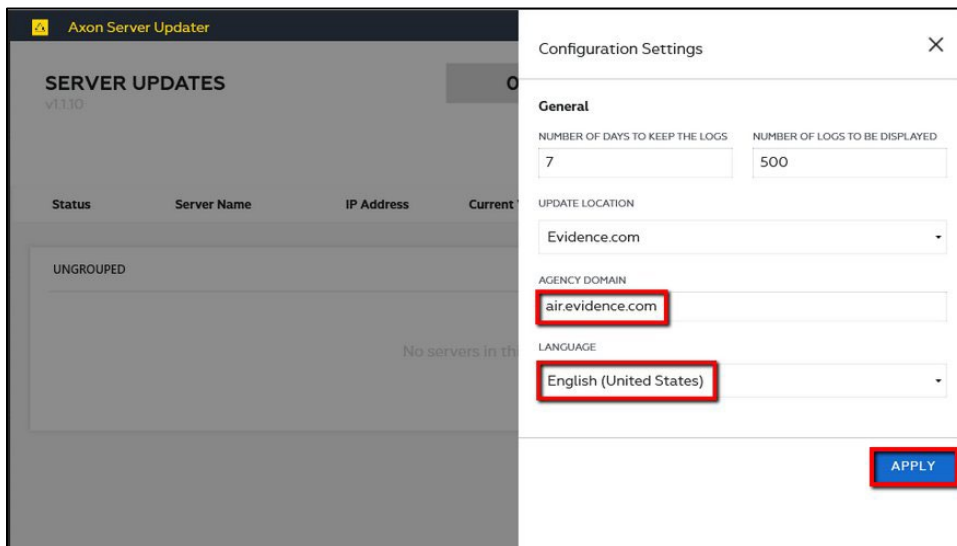 Axon Server Updater
SERVER UPDATES
v1.1.10
0
Status Server Name IP Address Current
UNGROUPED
No servers in
Configuration Settings
General
NUMBER OF DAYS TO KEEP THE LOGS NUMBER OF LOGS TO BE DISPLAYED
7 500
UPDATE LOCATION
Evidence.com
AGENCY DOMAIN
air.evidence.com
LANGUAGE
English (United States)
APPLY